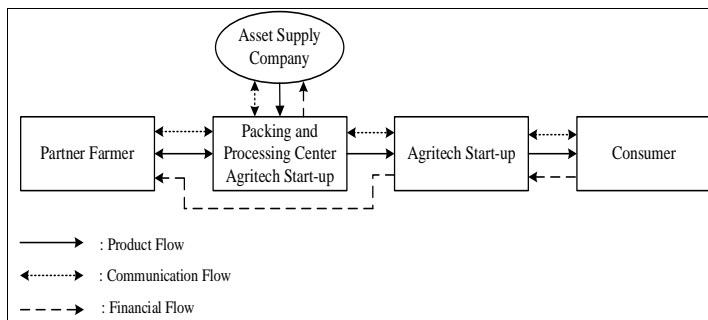 Asset Supply
Company
Partner Farmer
Packing and
Processing Center
Agritech Start-up
Agritech Start-up
Consumer
: Product Flow
: Communication Flow
: Financial Flow